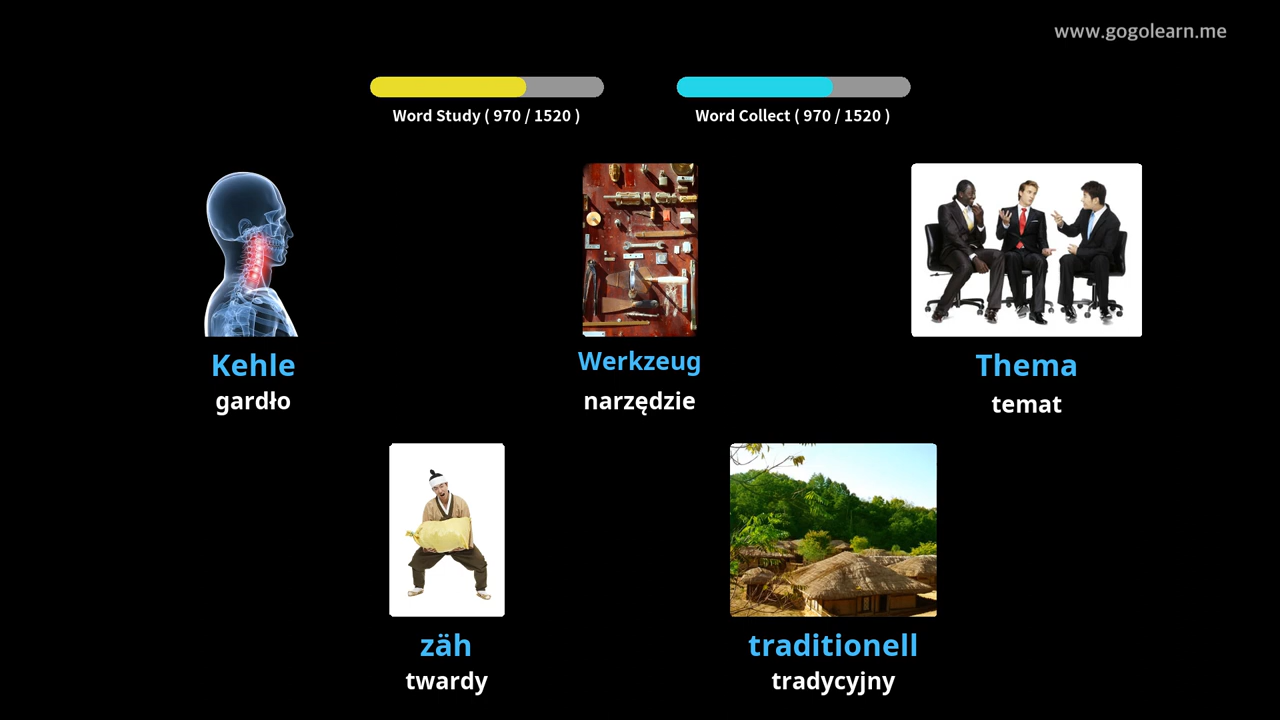 www.gogolearn.me
Word Study ( 970 / 1520 )
Word Collect ( 970 / 1520 )
Kehle
gardło
Werkzeug
narzędzie
Thema
temat
zäh
twardy
traditionell
tradycyjny